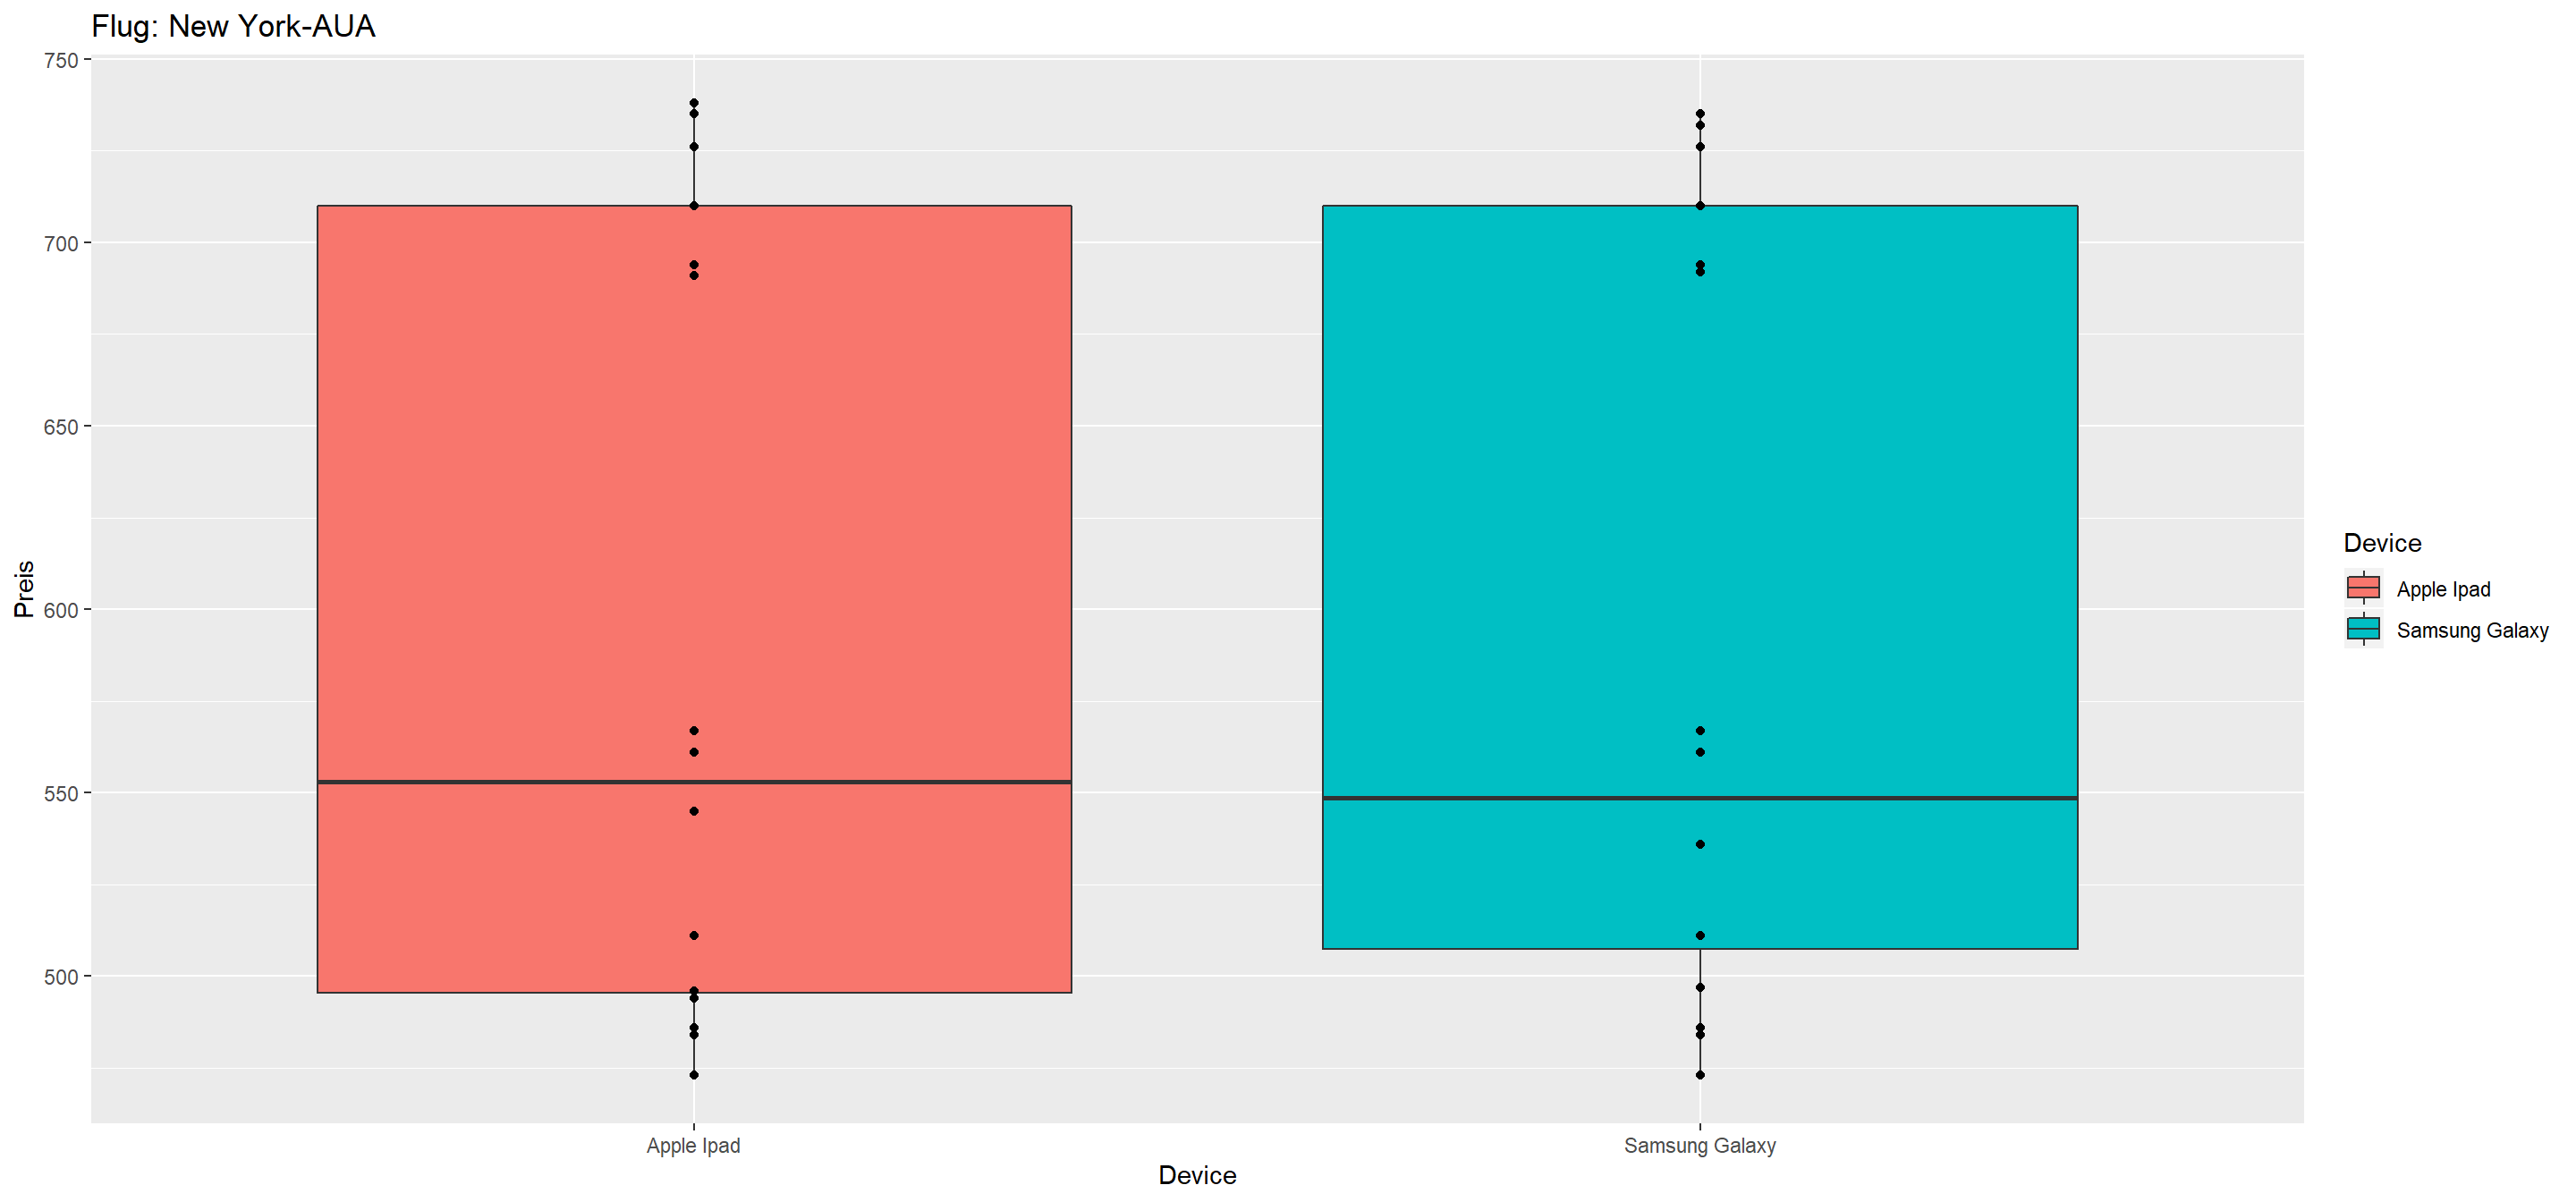 Flug: New York-AUA
750
700
650
600
550
500
Preis
Apple Ipad
Samsung Galaxy
Device
Device
Apple Ipad
Samsung Galaxy